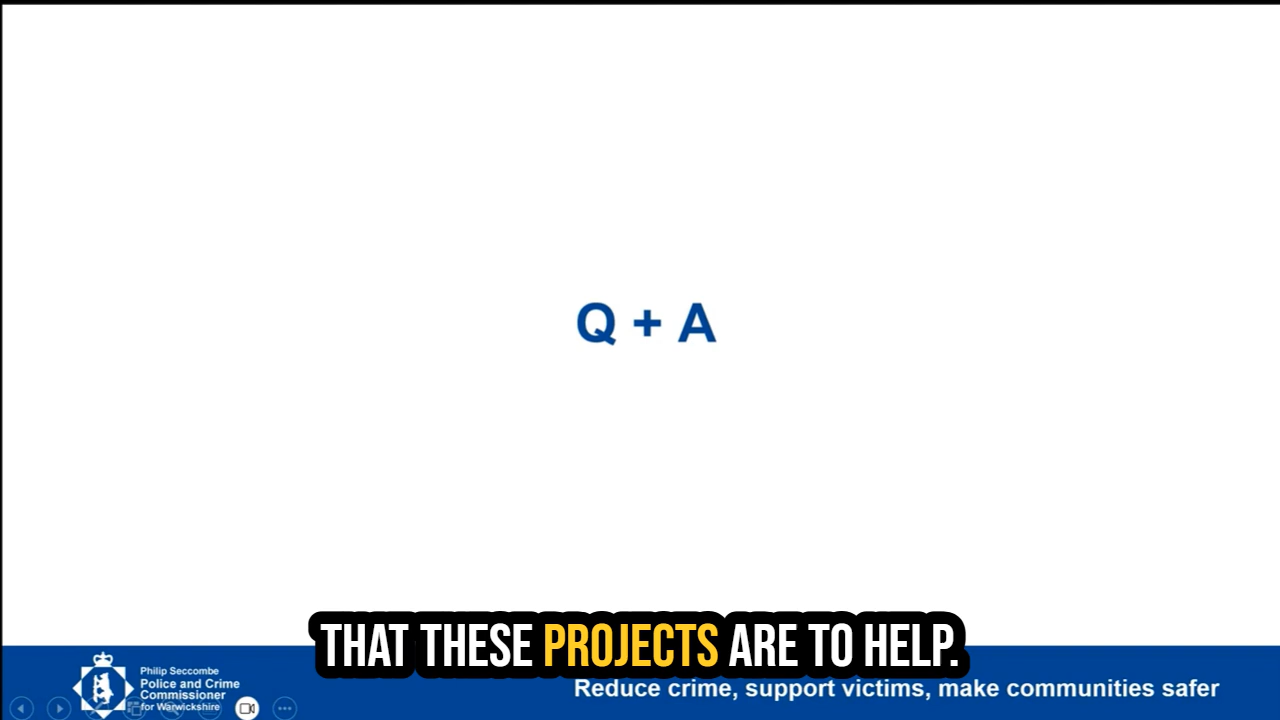 Q + A
THAT THESE PROJECTS ARE TO HELP.
Philip Seccombe
Police and Crime
Commissioner
for Warwickshire
Reduce crime, support victims, make communities safer